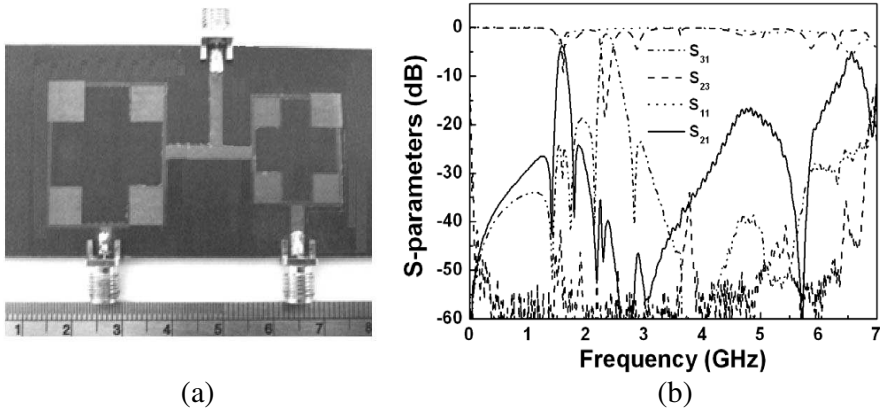 1 2 3 4 5 6 7 8
S-parameters (dB)
0
-10
-20
-30
-40
-50
-60
S31
S23
S11
S21
0 1 2 3 4 5 6 7
Frequency (GHz)
(a)
(b)